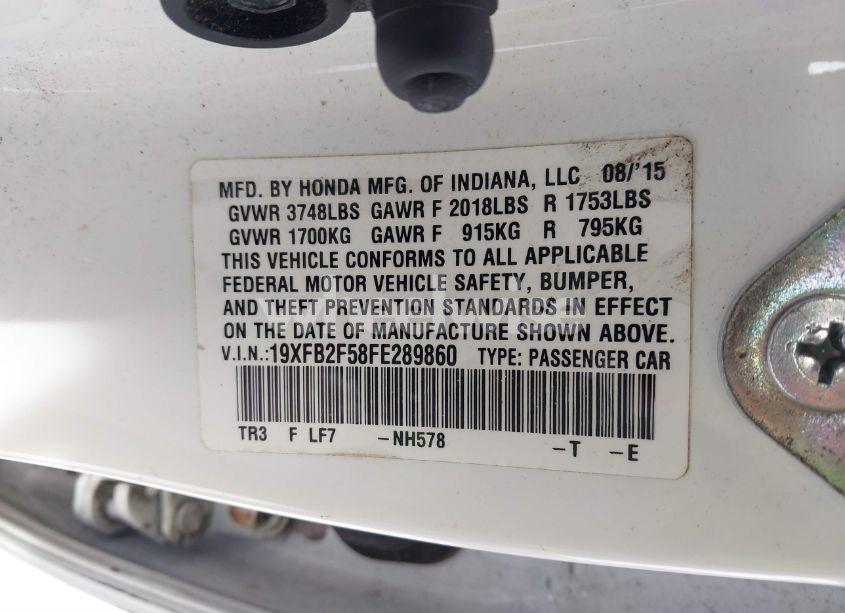 MFD. BY HONDA MFG. OF INDIANA, LLC 08/'15
GVWR 3748LBS GAWR F 2018LBS R 1753LBS
GVWR 1700KG GAWR F 915KG R 795KG
THIS VEHICLE CONFORMS TO ALL APPLICABLE
FEDERAL MOTOR VEHICLE SAFETY, BUMPER,
AND THEFT PREVENTION STANDARDS IN EFFECT
ON THE DATE OF MANUFACTURE SHOWN ABOVE.
V.I.N.:19XFB2F58FE289860 TYPE: PASSENGER CAR
TR3 F LF7 -NH578 -T -E